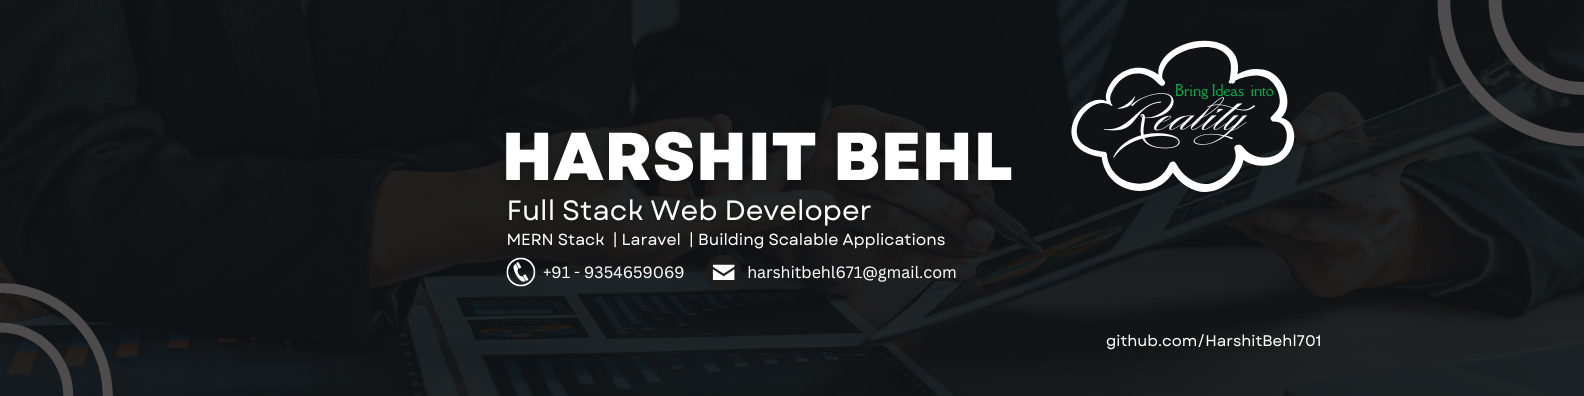 Bring Ideas into
Reality
HARSHIT BEHL
Full Stack Web Developer
MERN Stack | Laravel | Building Scalable Applications
+91 - 9354659069 harshitbehl671@gmail.com
github.com/HarshitBehl701